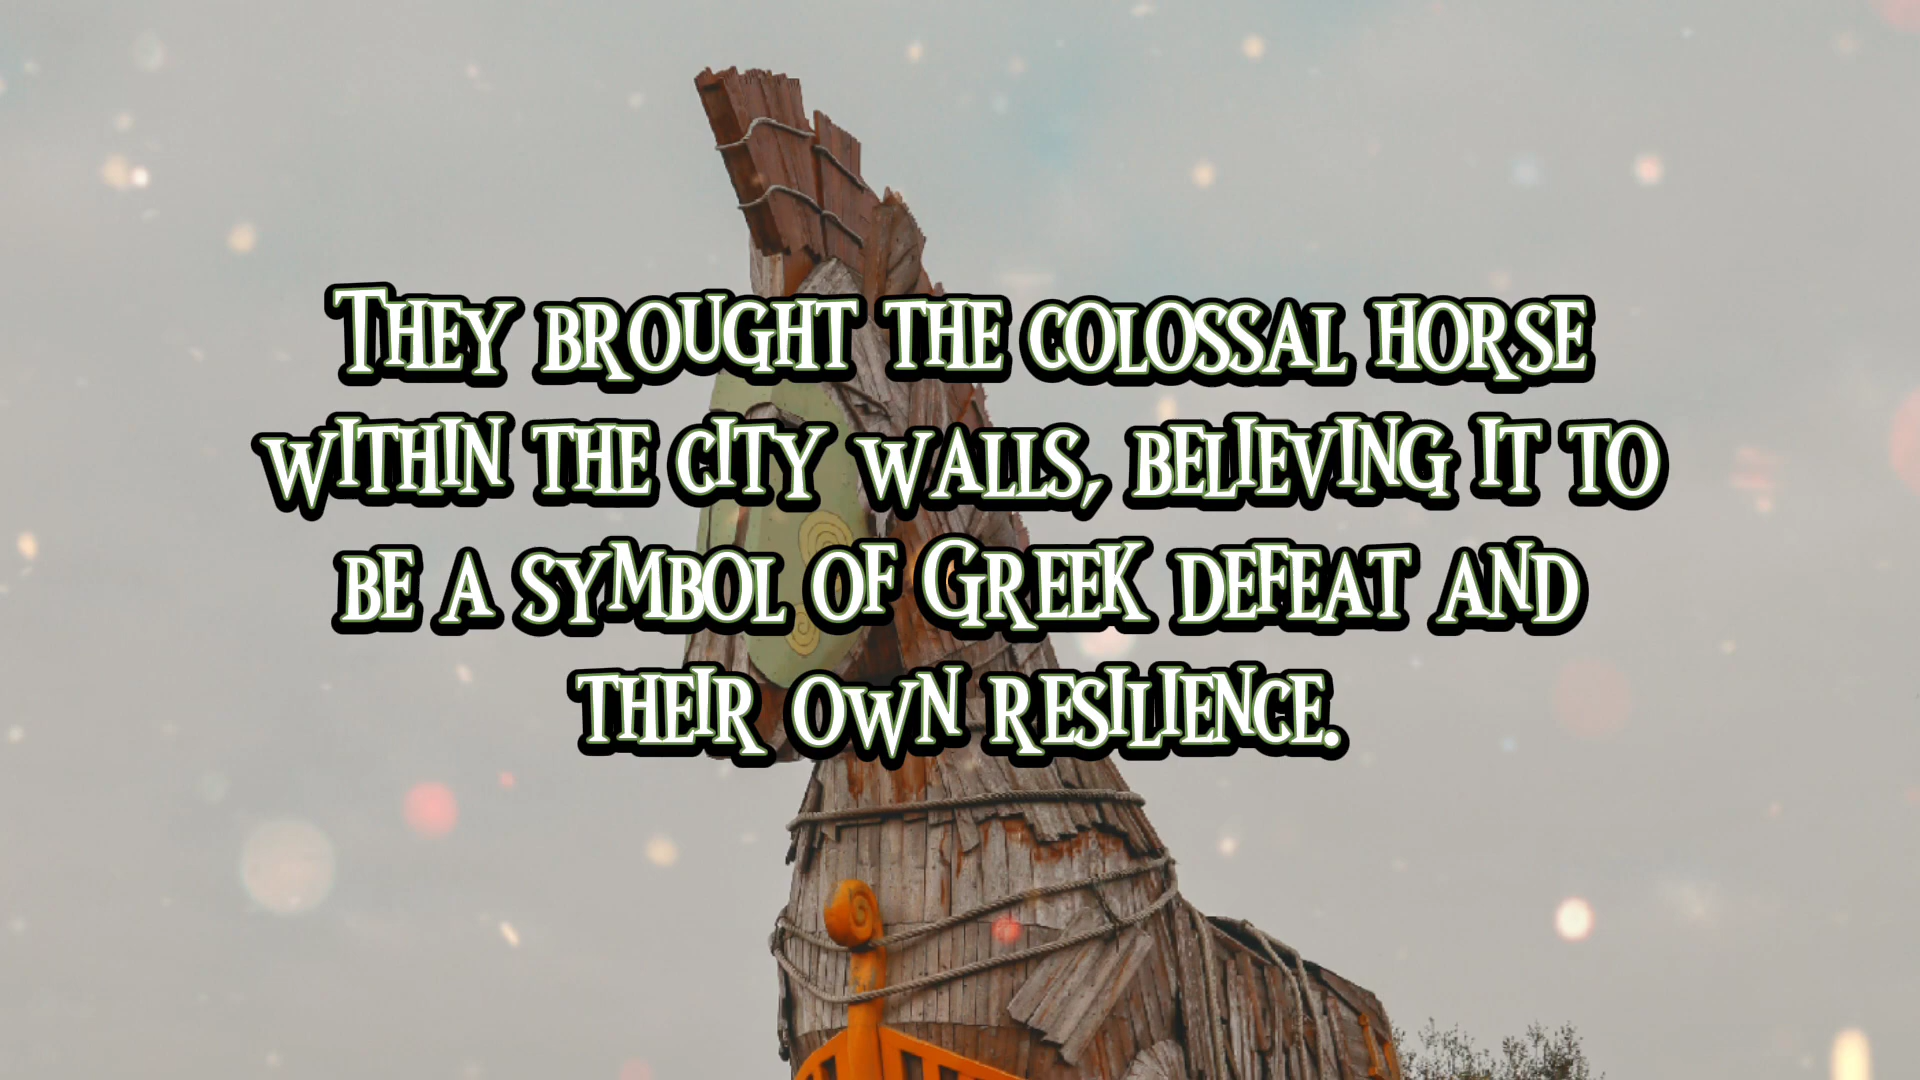 They brought the colossal horse
within the city walls, believing it to
be a symbol of Greek defeat and
their own resilience.